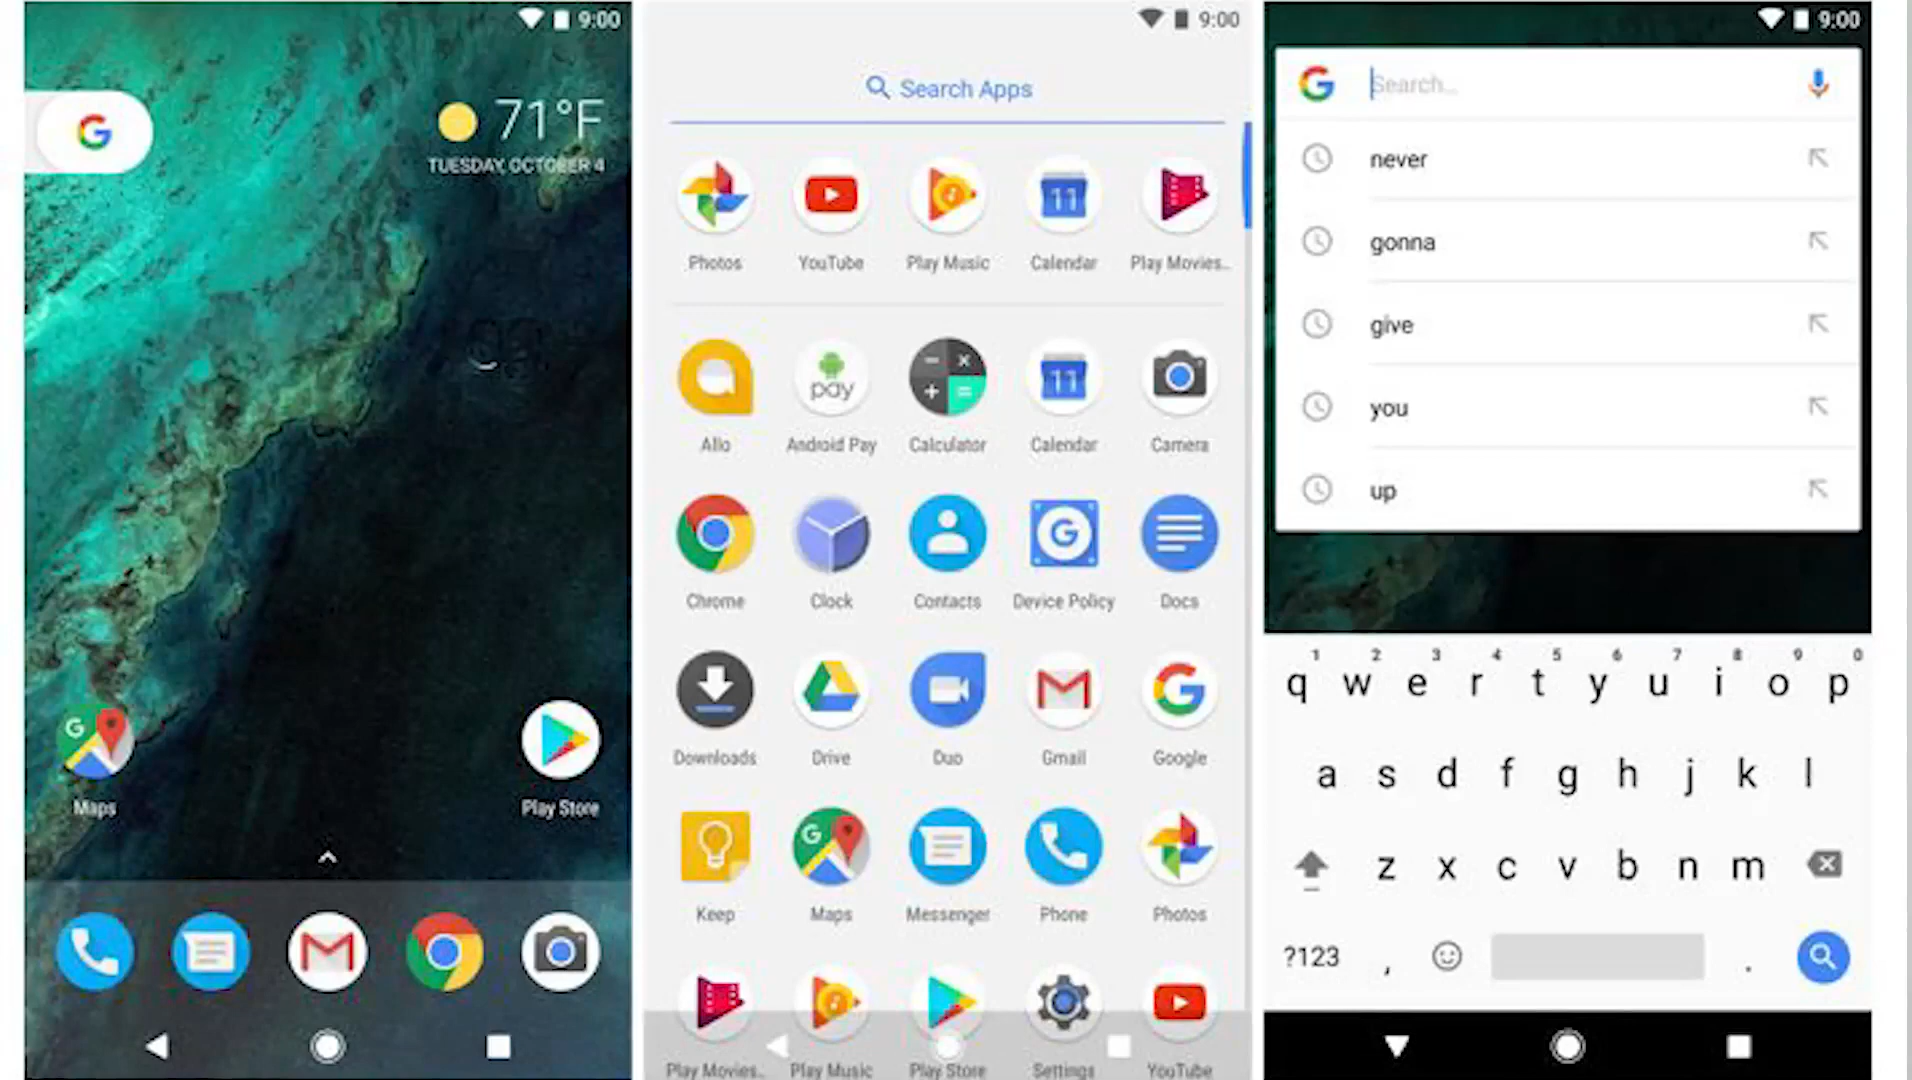 9:00
71°F
TUESDAY, OCTOBER 4
Maps
Play Store
9:00
Search Apps
Photos YouTube Play Music Calendar Play Movies..
Allo Android Pay Calculator Calendar Camera
Chrome Clock Contacts Device Policy Docs
Downloads Drive Duo Gmail Google
Keep Maps Messenger Phone Photos
Play Movies.. Play Music Play Store Settings YouTube
9:00
Search...
never
gonna
give
you
up
1 2 3 4 5 6 7 8 9 0
q w e r t y u i o p
a s d f g h j k l
z x c v b n m
?123 , .